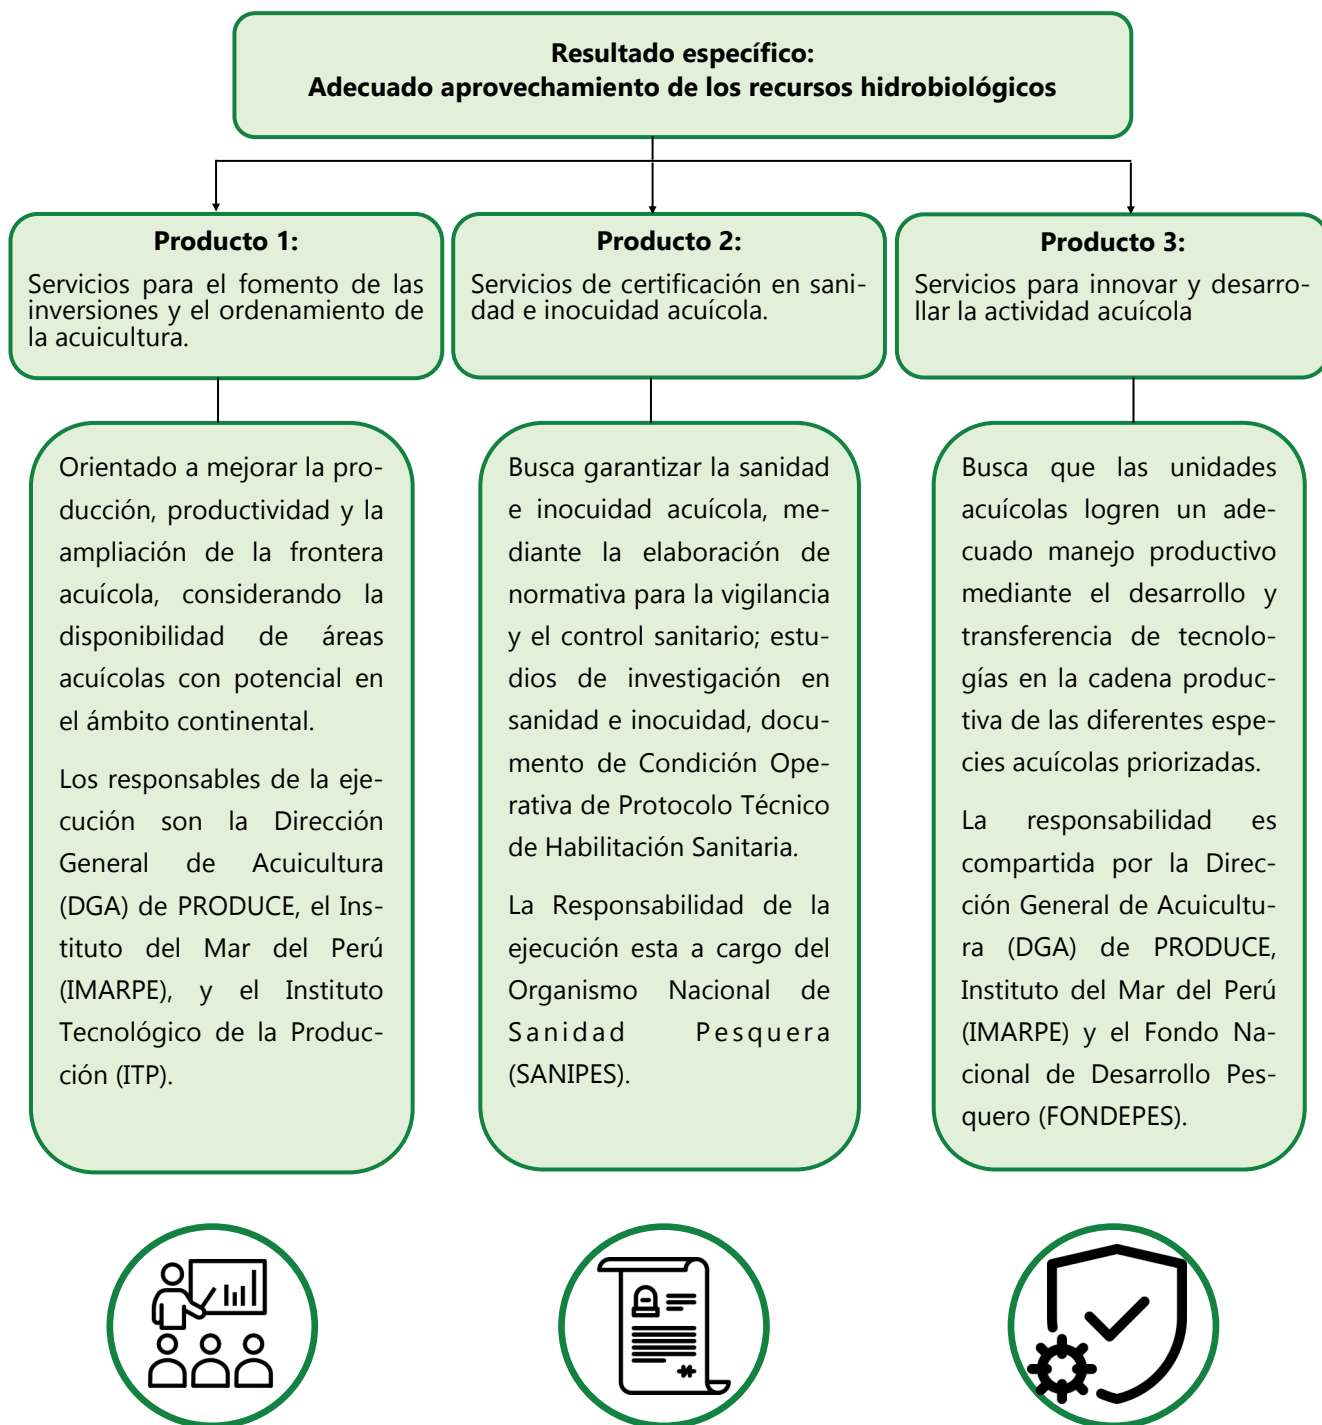 Resultado específico:
Adecuado aprovechamiento de los recursos hidrobiológicos
Producto 1:
Servicios para el fomento de las
inversiones y el ordenamiento de
la acuicultura.
Producto 2:
Servicios de certificación en sani-
dad e inocuidad acuícola.
Producto 3:
Servicios para innovar y desarro-
llar la actividad acuícola
Orientado a mejorar la pro-
ducción, productividad y la
ampliación de la frontera
acuícola, considerando la
disponibilidad de áreas
acuícolas con potencial en
el ámbito continental.
Los responsables de la eje-
cución son la Dirección
General de Acuicultura
(DGA) de PRODUCE, el Ins-
tituto del Mar del Perú
(IMARPE), y el Instituto
Tecnológico de la Produc-
ción (ITP).
Busca garantizar la sanidad
e inocuidad acuícola, me-
diante la elaboración de
normativa para la vigilancia
y el control sanitario; estu-
dios de investigación en
sanidad e inocuidad, docu-
mento de Condición Ope-
rativa de Protocolo Técnico
de Habilitación Sanitaria.
La Responsabilidad de la
ejecución esta a cargo del
Organismo Nacional de
Sanidad Pesquera
(SANIPES).
Busca que las unidades
acuícolas logren un ade-
cuado manejo productivo
mediante el desarrollo y
transferencia de tecnolo-
gías en la cadena produc-
tiva de las diferentes espe-
cies acuícolas priorizadas.
La responsabilidad es
compartida por la Direc-
ción General de Acuicultu-
ra (DGA) de PRODUCE,
Instituto del Mar del Perú
(IMARPE) y el Fondo Na-
cional de Desarrollo Pes-
quero (FONDEPES).